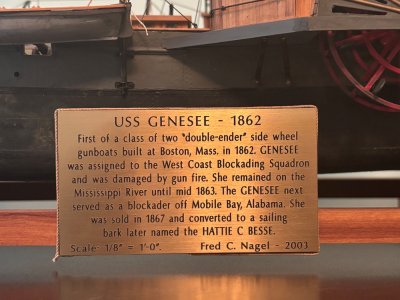 USS GENESEE - 1862
First of a class of two "double-ender" side wheel
gunboats built at Boston, Mass. in 1862. GENESEE
was assigned to the West Coast Blockading Squadron
and was damaged by gun fire. She remained on the
Mississippi River until mid 1863. The GENESEE next
served as a blockader off Mobile Bay, Alabama. She
was sold in 1867 and converted to a sailing
bark later named the HATTIE C BESSE.
Scale: 1/8" = 1'-0". Fred C. Nagel - 2003